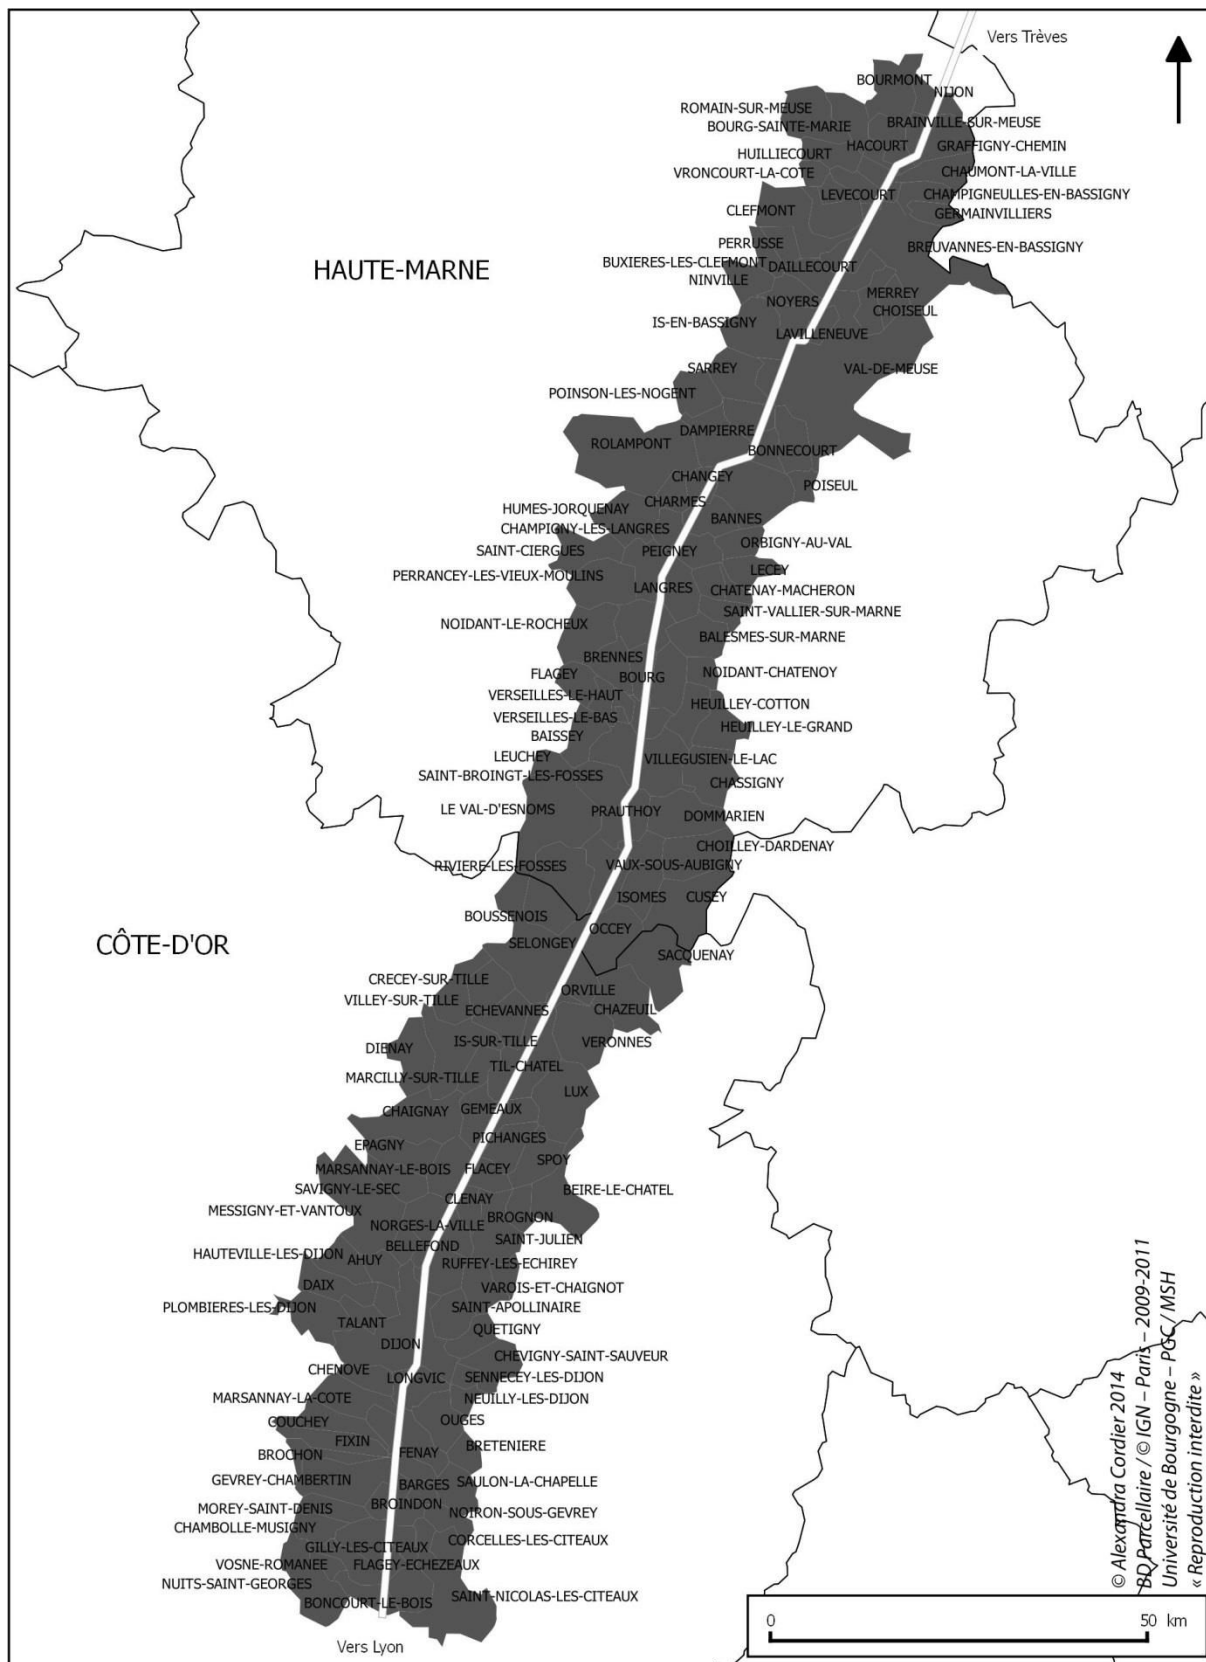 Vers Trèves
BOURMONT
NIJON
ROMAIN-SUR-MEUSE
BRAINVILLE-SUR-MEUSE
BOURG-SAINTE-MARIE
HACOURT
GRAFFIGNY-CHEMIN
HUILLIECOURT
CHAUMONT-LA-VILLE
VRONCOURT-LA-COTE
LEVECOURT
CHAMPIGNEULLES-EN-BASSIGNY
CLEFMONT
GERMAINVILLIERS
PERRUSSE
BREUVANNES-EN-BASSIGNY
BUXIERES-LES-CLEFMONT
DAILLECOURT
HAUTE-MARNE
NINVILLE
MERREY
NOYERS
CHOISEUL
IS-EN-BASSIGNY
LAVILLENEUVE
SARREY
VAL-DE-MEUSE
POINSON-LES-NOGENT
DAMPIERRE
ROLAMPONT
BONNECOURT
CHANGEY
POISEUL
CHARMES
HUMES-JORQUENAY
BANNES
CHAMPIGNY-LES-LANGRES
ORBIGNY-AU-VAL
SAINT-CIERGUES
PEIGNEY
LECEY
PERRANCEY-LES-VIEUX-MOULINS
LANGRES
CHATENAY-MACHERON
SAINT-VALLIER-SUR-MARNE
NOIDANT-LE-ROCHEUX
BALESMES-SUR-MARNE
BRENNES
FLAGEY
BOURG
NOIDANT-CHATENOY
VERSEILLES-LE-HAUT
HEUILLEY-COTTON
VERSEILLES-LE-BAS
HEUILLEY-LE-GRAND
BAISSEY
LEUCHEY
VILLEGUSIEN-LE-LAC
SAINT-BROINGT-LES-FOSSES
CHASSIGNY
LE VAL-D'ESNOMS
PRAUTHOY
DOMMARIEN
CHOILLEY-DARDENAY
RIVIERE-LES-FOSSES
VAUX-SOUS-AUBIGNY
ISOMES
CUSEY
BOUSSENOIS
OCCEY
CÔTE-D'OR
SELONGEY
SACQUENAY
CRECEY-SUR-TILLE
ORVILLE
VILLEY-SUR-TILLE
ECHEVANNES
CHAZEUIL
DIENAY
IS-SUR-TILLE
VERONNES
TIL-CHATEL
MARCILLY-SUR-TILLE
LUX
CHAIGNAY
GEMEAUX
EPAGNY
PICHANGES
MARSANNAY-LE-BOIS
FLACEY
SPOY
SAVIGNY-LE-SEC
BEIRE-LE-CHATEL
MESSIGNY-ET-VANTOUX
CLENAY
BROGNON
NORGES-LA-VILLE
SAINT-JULIEN
HAUTEVILLE-LES-DIJON
BELLEFOND
AHUY
RUFFEY-LES-ECHIREY
DAIX
VAROIS-ET-CHAIGNOT
PLOMBIERES-LES-DIJON
SAINT-APOLLINAIRE
TALANT
QUETIGNY
DIJON
CHEVIGNY-SAINT-SAUVEUR
CHENOVE
LONGVIC
SENNECEY-LES-DIJON
MARSANNAY-LA-COTE
NEUILLY-LES-DIJON
COUCHEY
OUGES
FIXIN
BRETENIERE
BROCHON
FENAY
GEVREY-CHAMBERTIN
BARGES
SAULON-LA-CHAPELLE
MOREY-SAINT-DENIS
BROINDON
NOIRON-SOUS-GEVREY
CHAMBOLLE-MUSIGNY
CORCELLES-LES-CITEAUX
GILLY-LES-CITEAUX
VOSNE-ROMANEE
FLAGEY-ECHEZEAUX
NUITS-SAINT-GEORGES
SAINT-NICOLAS-LES-CITEAUX
BONCOURT-LE-BOIS
Vers Lyon
0 50 km
© Alexandra Cordier 2014
BD Parcellaire / © IGN – Paris – 2009-2011
Université de Bourgogne – PGC / MSH
« Reproduction interdite »